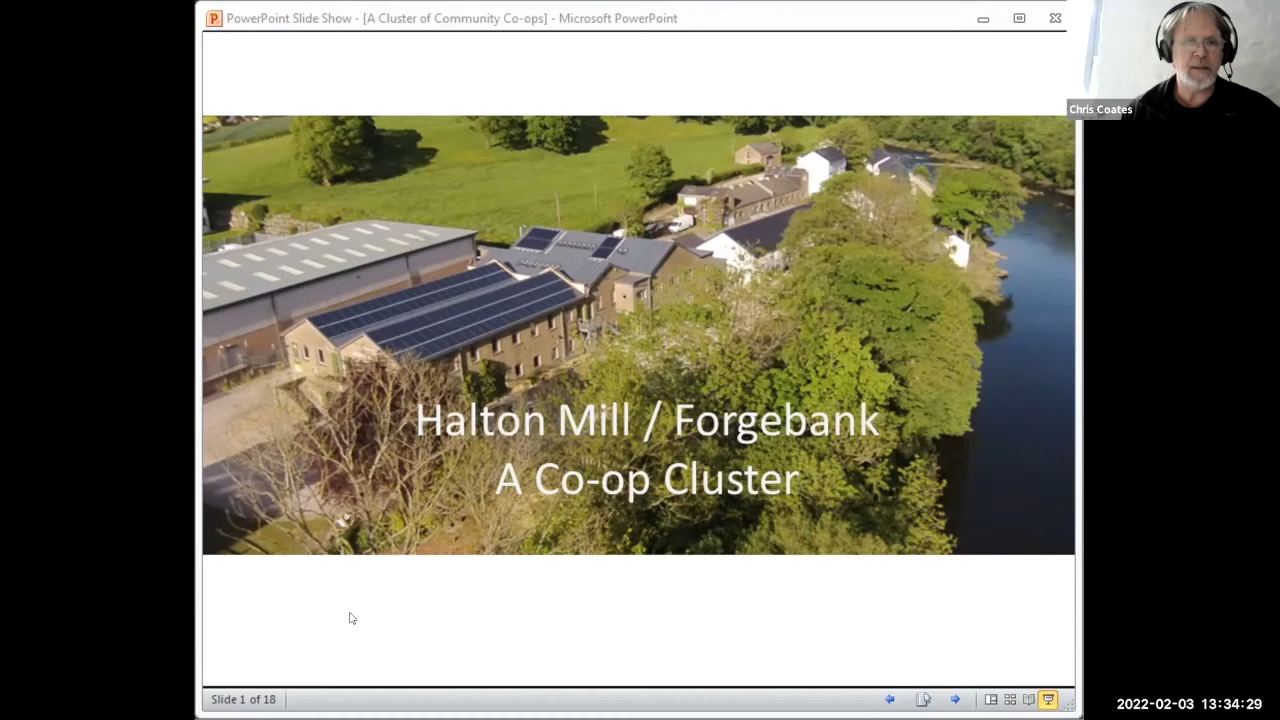 PowerPoint Slide Show - [A Cluster of Community Co-ops] - Microsoft PowerPoint
Chris Coates
Halton Mill / Forgebank
A Co-op Cluster
Slide 1 of 18
2022-02-03 13:34:29